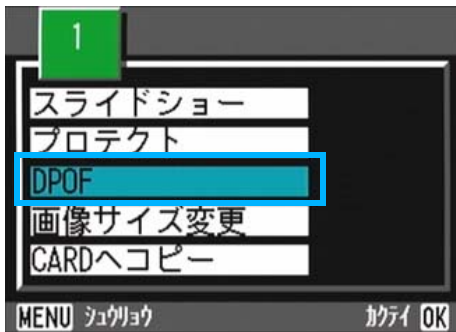 1
スライドショー
プロテクト
DPOF
画像サイズ変更
CARDへコピー
MENU ｼｭｳﾘｮｳ ｶｸﾃｲ OK